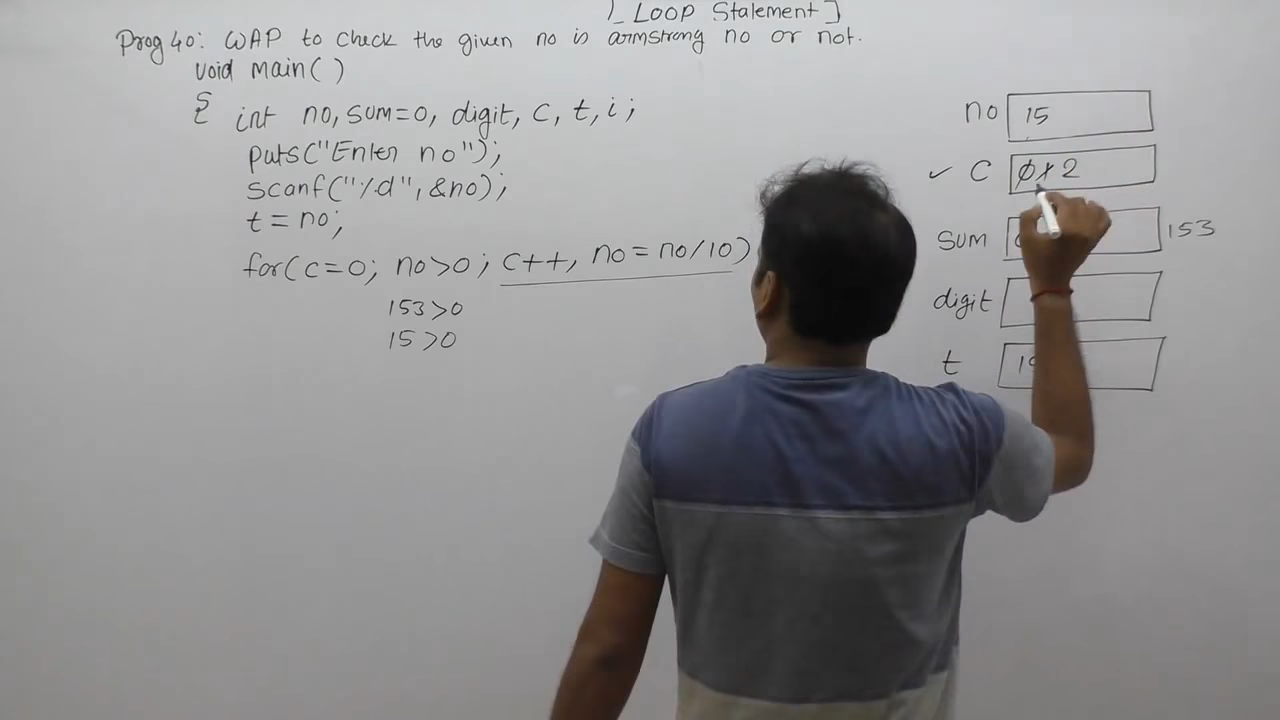 LOOP Statement]
Prog 40: WAP to check the given no is armstrong no or not.
void main( )
{ int no, sum=0, digit, c, t, i;
puts("Enter no");
scanf("%d", &no);
t = no;
for(c=0; no>0; c++, no=no/10)
153>0
15>0
no 15
✓ C 0 1 2
sum 153
digit
t